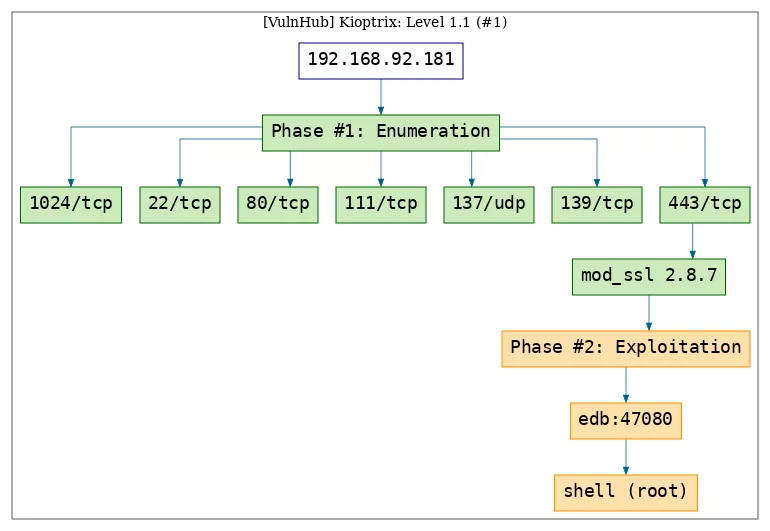 [VulnHub] Kioptrix: Level 1.1 (#1)
192.168.92.181
Phase #1: Enumeration
1024/tcp
22/tcp
80/tcp
111/tcp
137/udp
139/tcp
443/tcp
mod_ssl 2.8.7
Phase #2: Exploitation
edb:47080
shell (root)